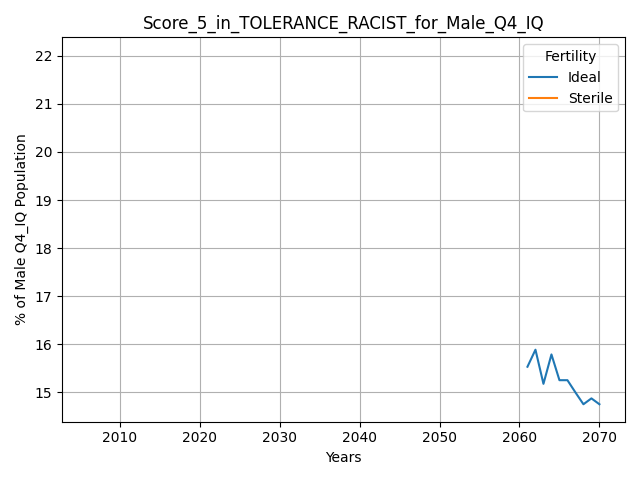 Score_5_in_TOLERANCE_RACIST_for_Male_Q4_IQ
Fertility
Ideal
Sterile
% of Male Q4_IQ Population
22
21
20
19
18
17
16
15
2010 2020 2030 2040 2050 2060 2070
Years